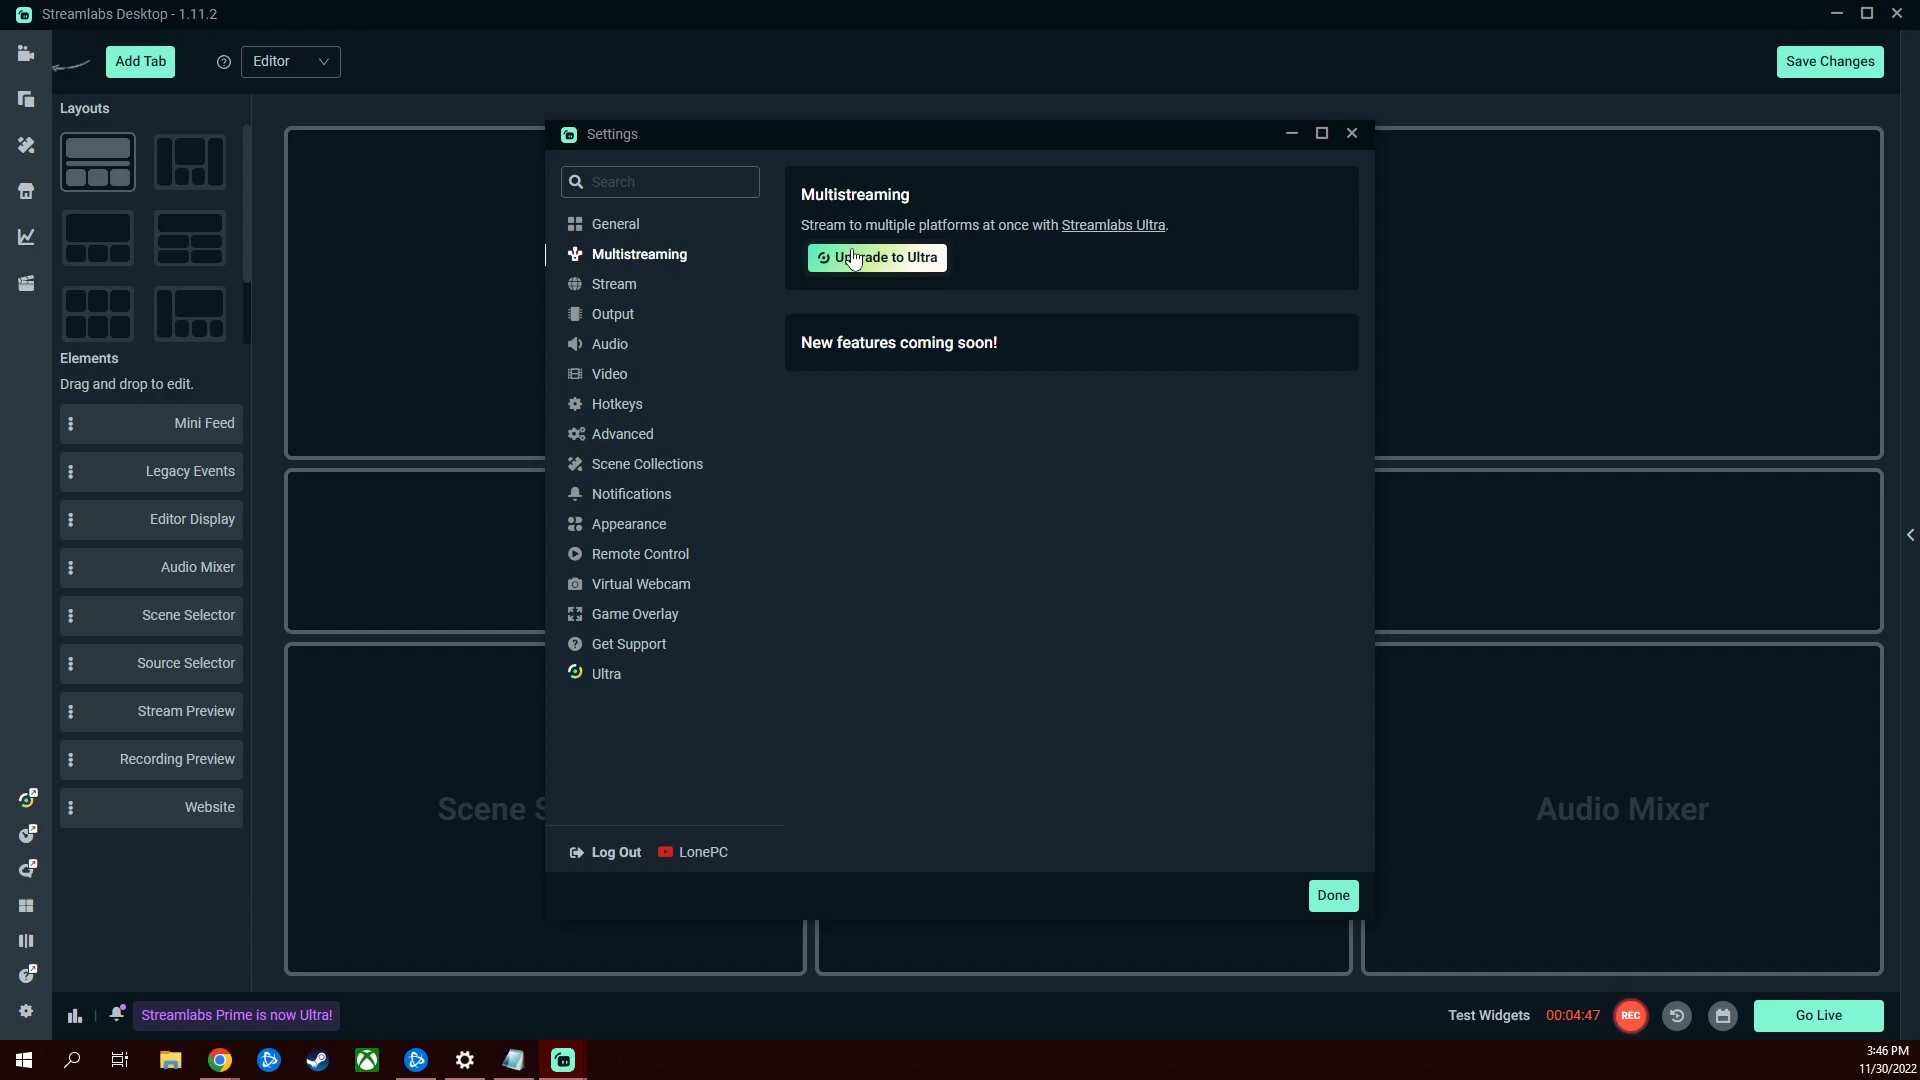 Streamlabs Desktop - 1.11.2
Add Tab
Editor
Save Changes
Layouts
Elements
Drag and drop to edit.
Mini Feed
Legacy Events
Editor Display
Audio Mixer
Scene Selector
Source Selector
Stream Preview
Recording Preview
Website
Settings
Search
General
Multistreaming
Stream
Output
Audio
Video
Hotkeys
Advanced
Scene Collections
Notifications
Appearance
Remote Control
Virtual Webcam
Game Overlay
Get Support
Ultra
Log Out
LonePC
Multistreaming
Stream to multiple platforms at once with Streamlabs Ultra.
Upgrade to Ultra
New features coming soon!
Done
Scene S
Audio Mixer
Streamlabs Prime is now Ultra!
Test Widgets
00:04:47
REC
Go Live
3:46 PM
11/30/2022